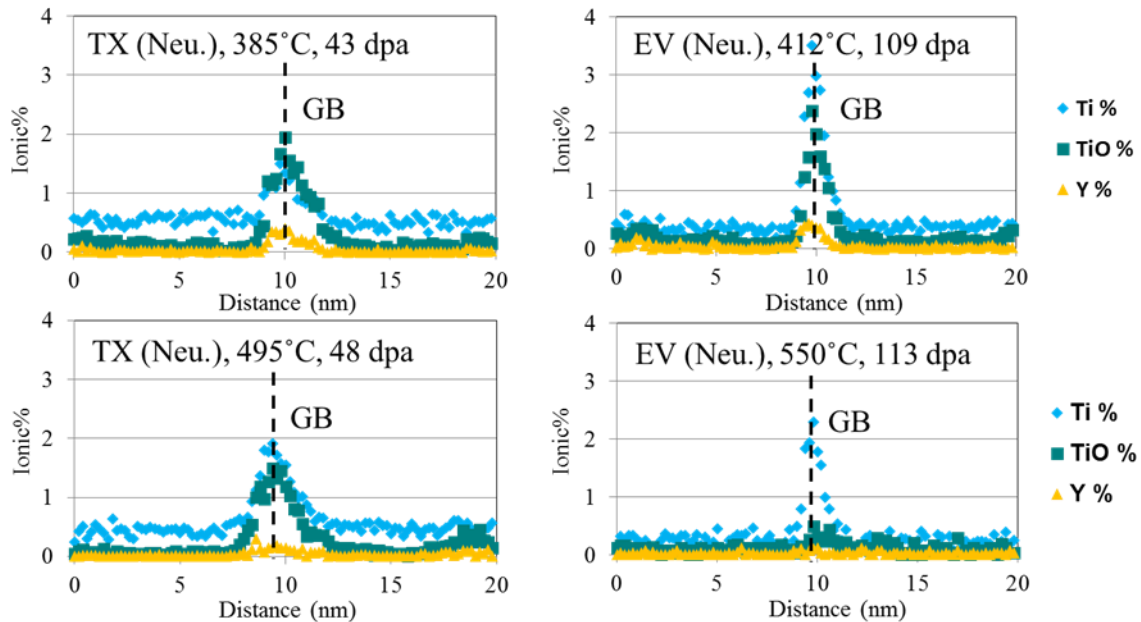 4
3
2
1
0
Ionic%
TX (Neu.), 385˚C, 43 dpa
GB
0 5 10 15 20
Distance (nm)
4
3
2
1
0
Ionic%
EV (Neu.), 412˚C, 109 dpa
GB
0 5 10 15 20
Distance (nm)
Ti %
TiO %
Y %
4
3
2
1
0
Ionic%
TX (Neu.), 495˚C, 48 dpa
GB
0 5 10 15 20
Distance (nm)
4
3
2
1
0
Ionic%
EV (Neu.), 550˚C, 113 dpa
GB
0 5 10 15 20
Distance (nm)
Ti %
TiO %
Y %